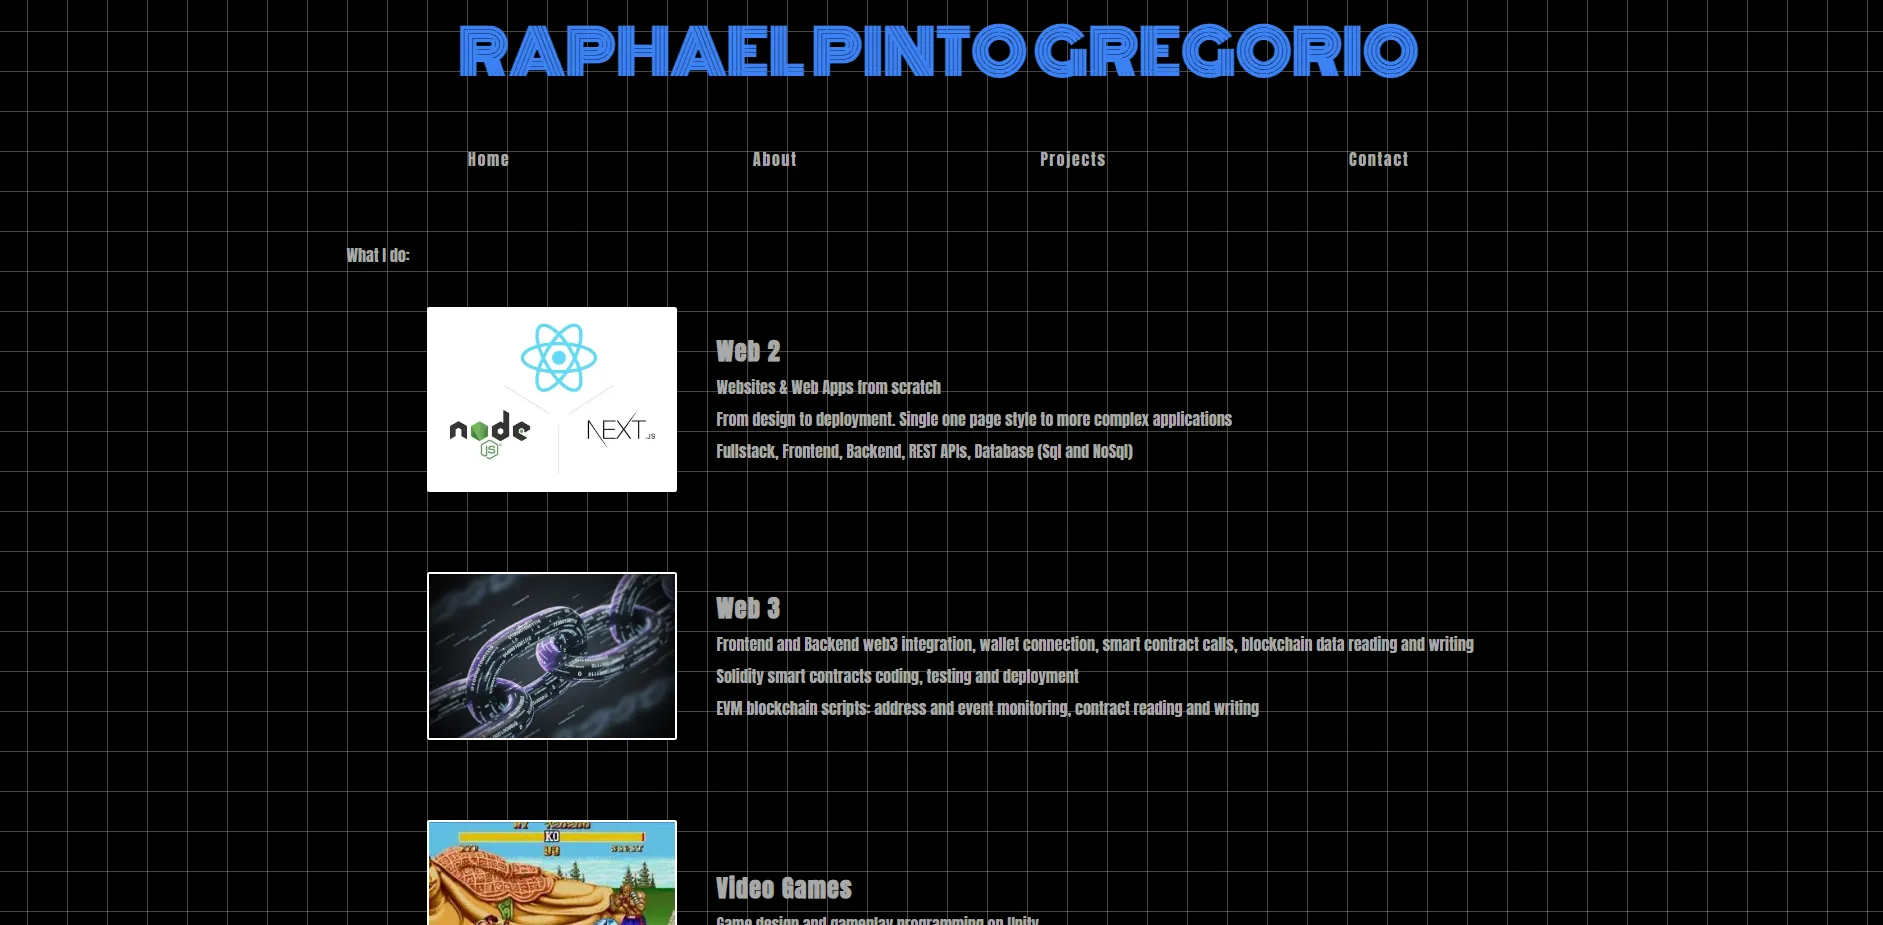 RAPHAEL PINTO GREGORIO
Home
About
Projects
Contact
What I do:
node
JS
NEXT.JS
Web 2
Websites & Web Apps from scratch
From design to deployment. Single one page style to more complex applications
Fullstack, Frontend, Backend, REST APIs, Database (Sql and NoSql)
Web 3
Frontend and Backend web3 integration, wallet connection, smart contract calls, blockchain data reading and writing
Solidity smart contracts coding, testing and deployment
EVM blockchain scripts: address and event monitoring, contract reading and writing
KO
Video Games
Game design and gameplay programming on Unity